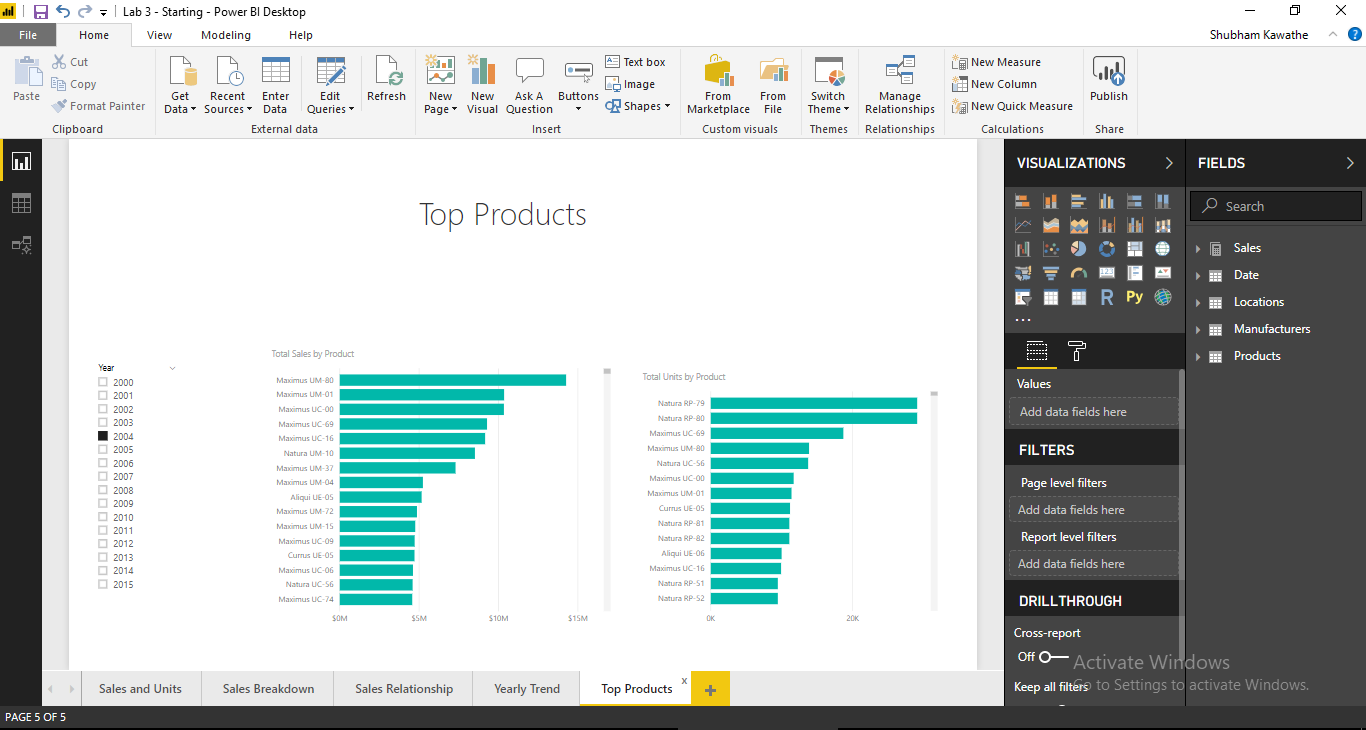 Lab 3 - Starting - Power BI Desktop
File Home View Modeling Help Shubham Kawathe ?
Paste
Cut
Copy
Format Painter
Clipboard
Get Data
Recent Sources
Enter Data
Edit Queries
Refresh
External data
New Page
New Visual
Ask A Question
Buttons
Text box
Image
Shapes
Insert
From Marketplace
From File
Custom visuals
Switch Theme
Themes
Manage Relationships
Relationships
New Measure
New Column
New Quick Measure
Calculations
Publish
Share
Top Products
Year
2000
2001
2002
2003
2004
2005
2006
2007
2008
2009
2010
2011
2012
2013
2014
2015
Total Sales by Product
Maximus UM-80
Maximus UM-01
Maximus UC-00
Maximus UC-69
Maximus UC-16
Natura UM-10
Maximus UM-37
Maximus UM-04
Aliqui UE-05
Maximus UM-72
Maximus UM-15
Maximus UC-09
Currus UE-05
Maximus UC-06
Natura UC-56
Maximus UC-74
$0M $5M $10M $15M
Total Units by Product
Natura RP-79
Natura RP-80
Maximus UC-69
Maximus UM-80
Natura UC-56
Maximus UC-00
Maximus UM-01
Currus UE-05
Natura RP-81
Natura RP-82
Aliqui UE-06
Maximus UC-16
Natura RP-51
Natura RP-52
0K 20K
VISUALIZATIONS
R Py
Values
Add data fields here
FILTERS
Page level filters
Add data fields here
Report level filters
Add data fields here
DRILLTHROUGH
Cross-report
Off
Keep all filters
FIELDS
Search
Sales
Date
Locations
Manufacturers
Products
Activate Windows
Go to Settings to activate Windows.
Sales and Units Sales Breakdown Sales Relationship Yearly Trend Top Products x +
PAGE 5 OF 5